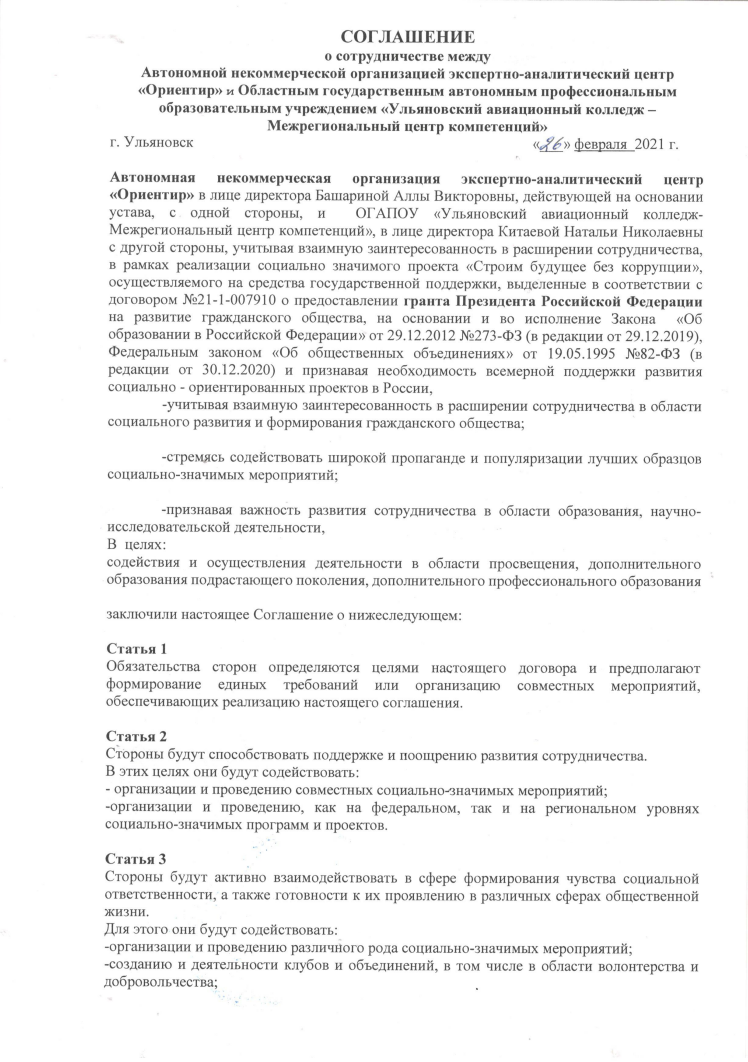 СОГЛАШЕНИЕ
о сотрудничестве между
Автономной некоммерческой организацией экспертно-аналитический центр
«Ориентир» и Областным государственным автономным профессиональным
образовательным учреждением «Ульяновский авиационный колледж –
Межрегиональный центр компетенций»
г. Ульяновск «26» февраля 2021 г.
Автономная некоммерческая организация экспертно-аналитический центр
«Ориентир» в лице директора Башариной Аллы Викторовны, действующей на основании
устава, с одной стороны, и ОГАПОУ «Ульяновский авиационный колледж-
Межрегиональный центр компетенций», в лице директора Китаевой Натальи Николаевны
с другой стороны, учитывая взаимную заинтересованность в расширении сотрудничества,
в рамках реализации социально значимого проекта «Строим будущее без коррупции»,
осуществляемого на средства государственной поддержки, выделенные в соответствии с
договором №21-1-007910 о предоставлении гранта Президента Российской Федерации
на развитие гражданского общества, на основании и во исполнение Закона «Об
образовании в Российской Федерации» от 29.12.2012 №273-ФЗ (в редакции от 29.12.2019),
Федеральным законом «Об общественных объединениях» от 19.05.1995 №82-ФЗ (в
редакции от 30.12.2020) и признавая необходимость всемерной поддержки развития
социально - ориентированных проектов в России,
-учитывая взаимную заинтересованность в расширении сотрудничества в области
социального развития и формирования гражданского общества;
-стремясь содействовать широкой пропаганде и популяризации лучших образцов
социально-значимых мероприятий;
-признавая важность развития сотрудничества в области образования, научно-
исследовательской деятельности,
В целях:
содействия и осуществления деятельности в области просвещения, дополнительного
образования подрастающего поколения, дополнительного профессионального образования
заключили настоящее Соглашение о нижеследующем:
Статья 1
Обязательства сторон определяются целями настоящего договора и предполагают
формирование единых требований или организацию совместных мероприятий,
обеспечивающих реализацию настоящего соглашения.
Статья 2
Стороны будут способствовать поддержке и поощрению развития сотрудничества.
В этих целях они будут содействовать:
- организации и проведению совместных социально-значимых мероприятий;
-организации и проведению, как на федеральном, так и на региональном уровнях
социально-значимых программ и проектов.
Статья 3
Стороны будут активно взаимодействовать в сфере формирования чувства социальной
ответственности, а также готовности к их проявлению в различных сферах общественной
жизни.
Для этого они будут содействовать:
-организации и проведению различного рода социально-значимых мероприятий;
-созданию и деятельности клубов и объединений, в том числе в области волонтерства и
добровольчества;